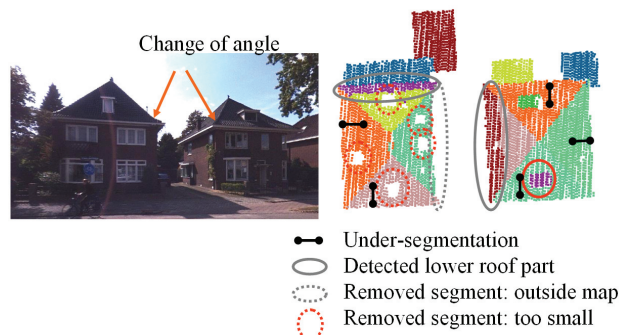 Change of angle
Under-segmentation
Detected lower roof part
Removed segment: outside map
Removed segment: too small